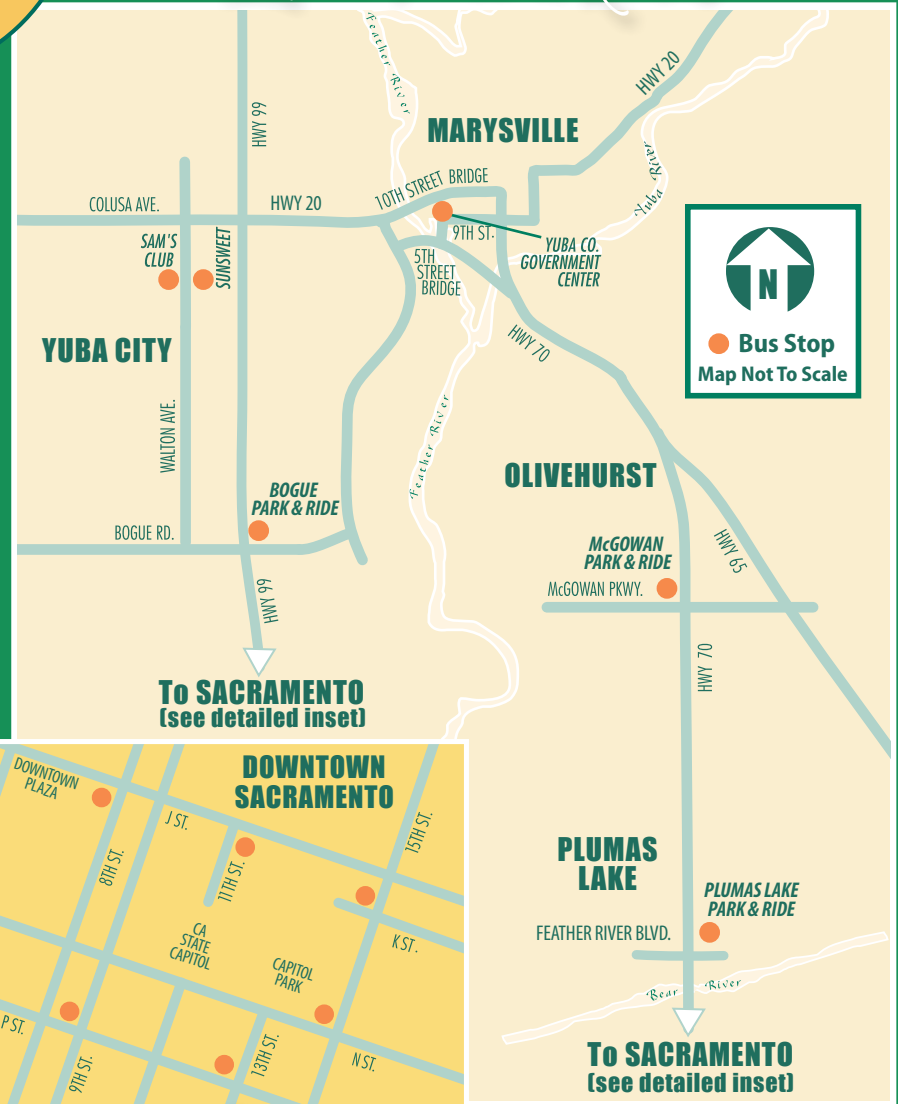 Feather River
HWY 99
HWY 20
MARYSVILLE
Yuba River
10TH STREET BRIDGE
COLUSA AVE.
HWY 20
9TH ST.
SAM'S
CLUB
SUNSWEET
5TH
STREET
BRIDGE
YUBA CO.
GOVERNMENT
CENTER
N
Bus Stop
Map Not To Scale
YUBA CITY
HWY 70
WALTON AVE.
Feather River
OLIVEHURST
BOGUE
PARK & RIDE
BOGUE RD.
McGOWAN
PARK & RIDE
HWY 65
McGOWAN PKWY.
HWY 99
HWY 70
To SACRAMENTO
(see detailed inset)
DOWNTOWN
SACRAMENTO
DOWNTOWN
PLAZA
J ST.
15TH ST.
8TH ST.
11TH ST.
CA
STATE
CAPITOL
K ST.
CAPITOL
PARK
P ST.
9TH ST.
13TH ST.
N ST.
PLUMAS
LAKE
PLUMAS LAKE
PARK & RIDE
FEATHER RIVER BLVD.
Bear River
To SACRAMENTO
(see detailed inset)